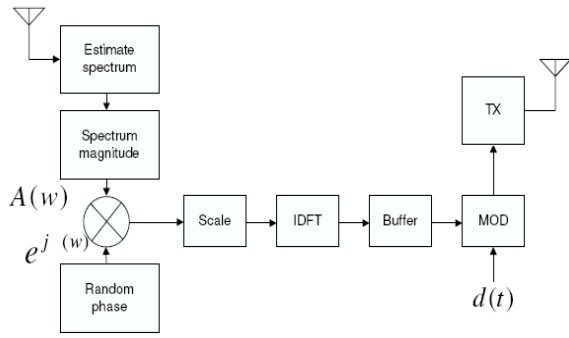 Estimate
spectrum
Spectrum
magnitude
A(w)
e^{j (w)}
Random
phase
Scale
IDFT
Buffer
MOD
TX
d(t)